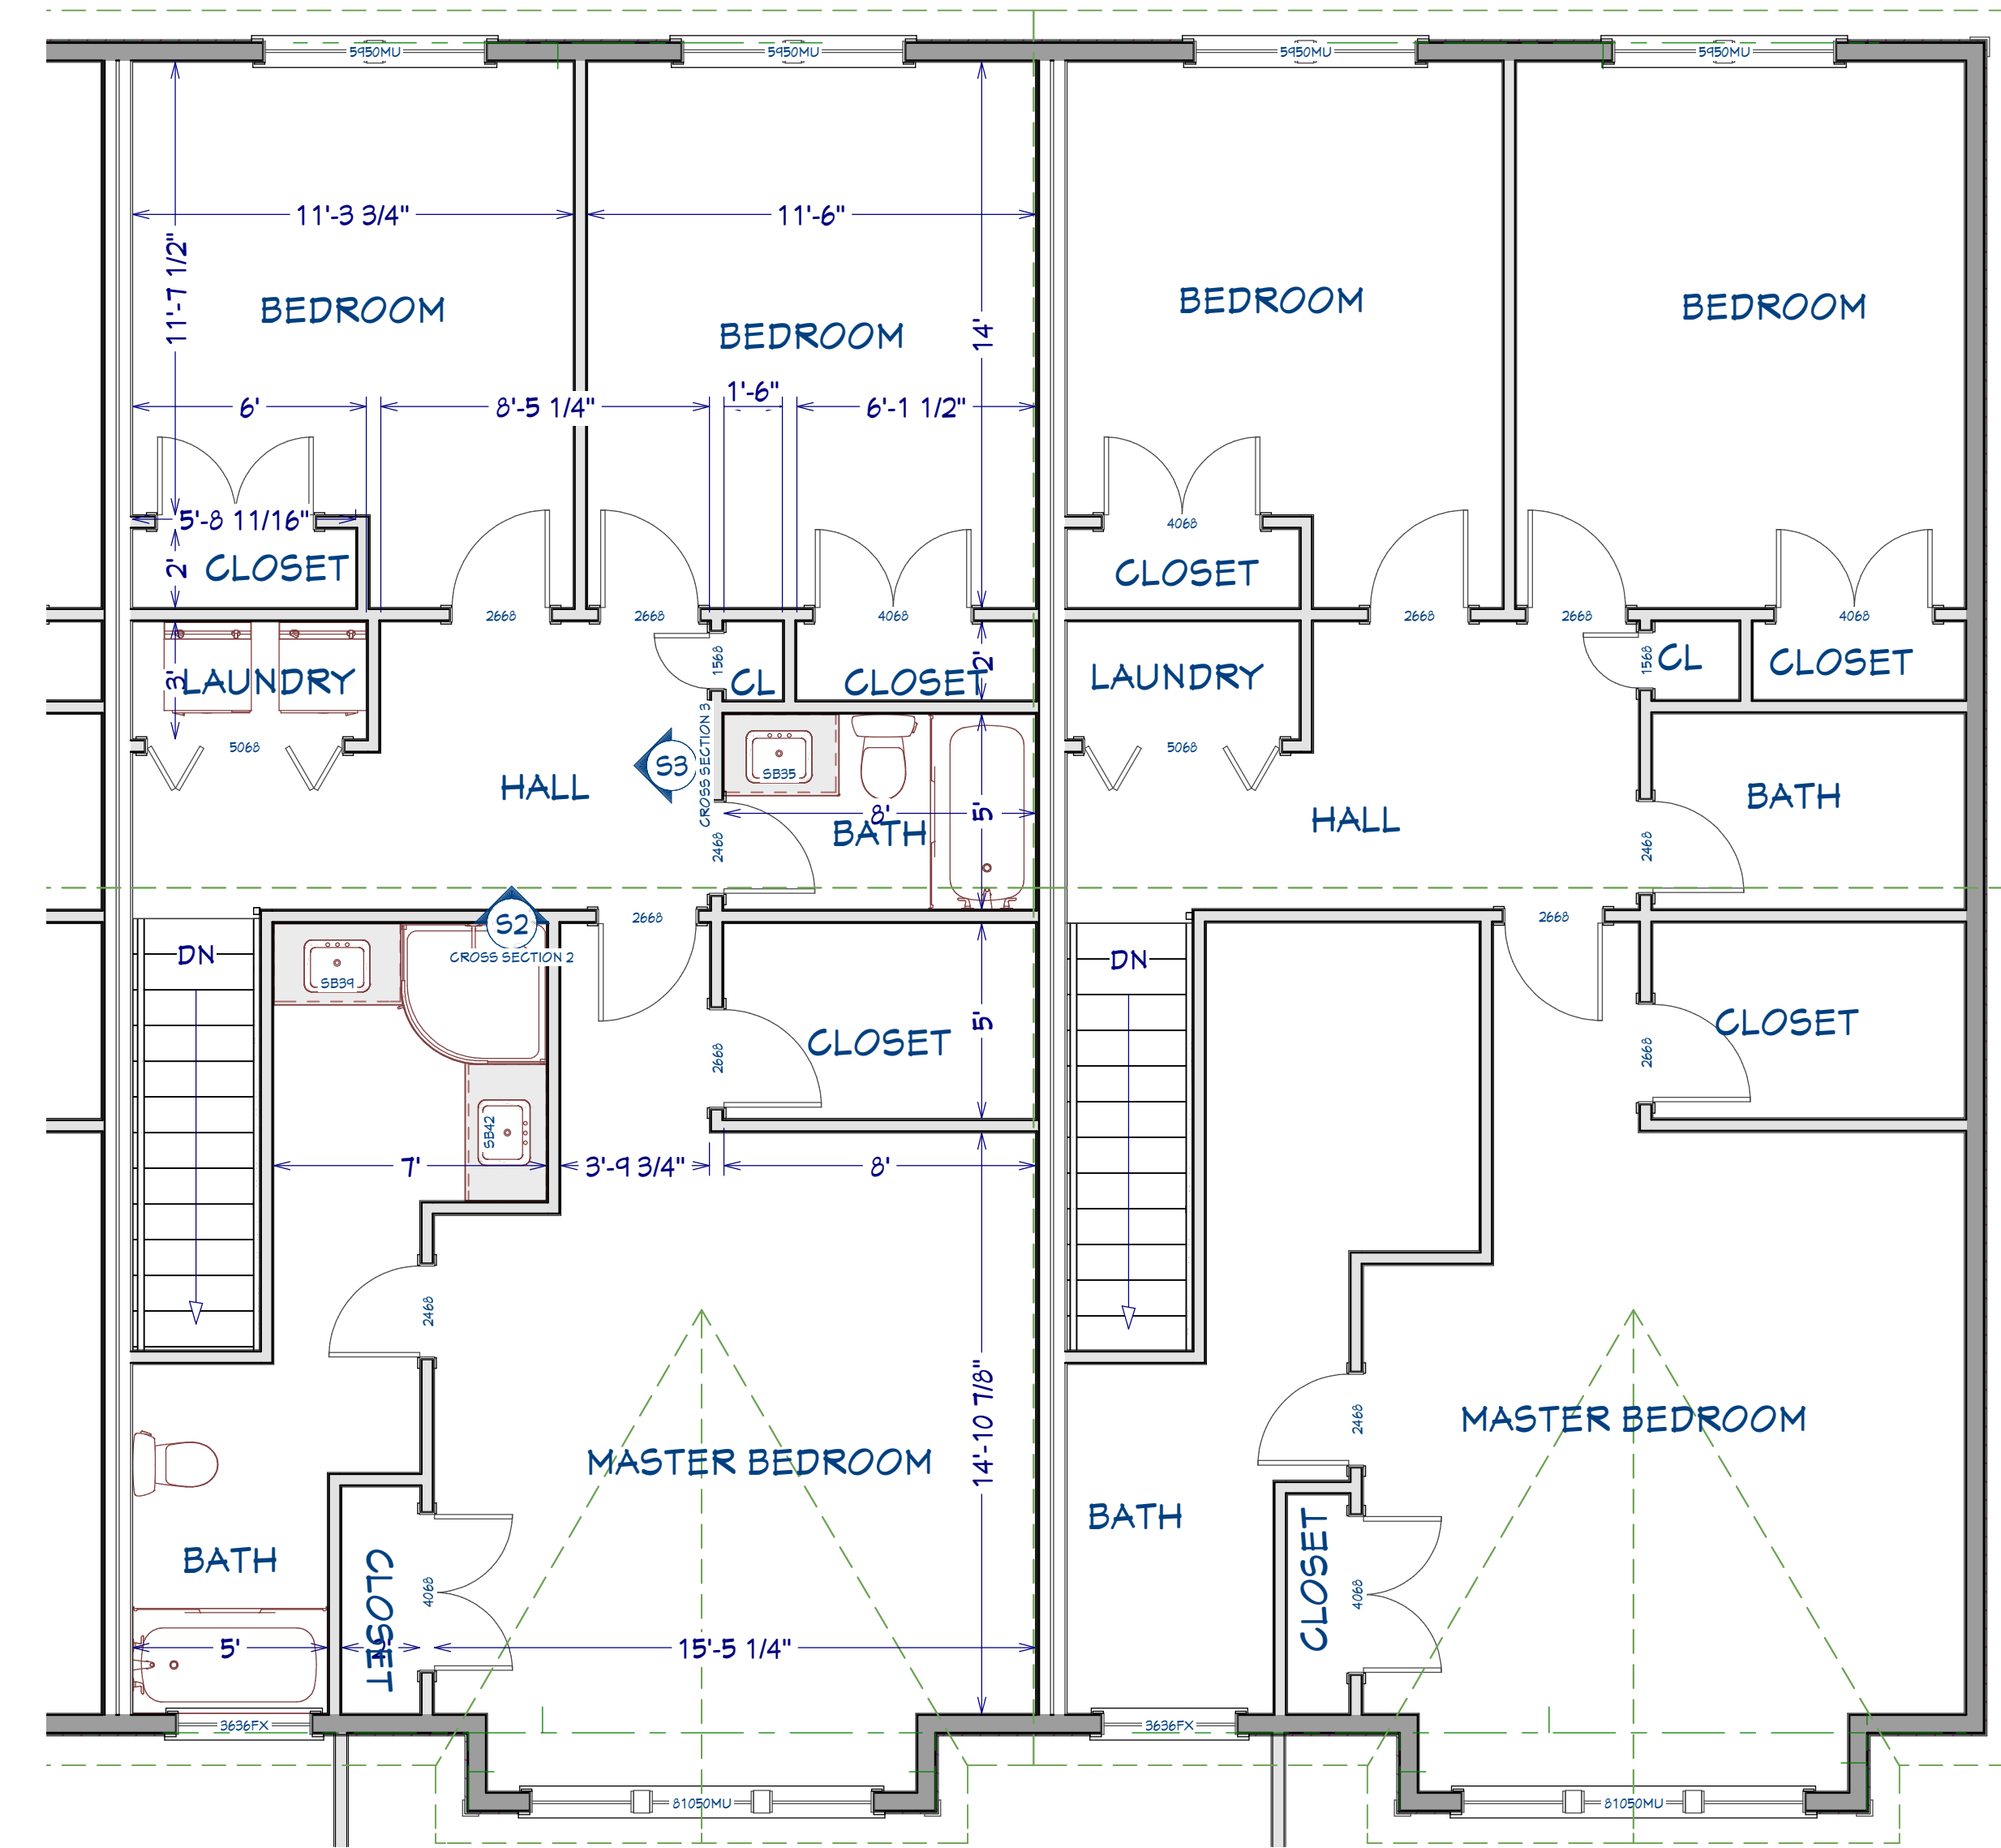 5950MU
5950MU
5950MU
5950MU
11'-3 3/4"
11'-6"
11'-7 1/2"
BEDROOM
BEDROOM
BEDROOM
BEDROOM
14'
1'-6"
6'
8'-5 1/4"
6'-1 1/2"
5'-8 11/16"
4068
2'
CLOSET
CLOSET
2668
2668
4068
2668
2668
4068
1568
1568
3'
LAUNDRY
CL
CLOSET
2'
LAUNDRY
CL
CLOSET
5068
5068
S3
CROSS SECTION 3
SB35
HALL
8'
5'
BATH
HALL
BATH
2468
2468
S2
CROSS SECTION 2
2668
2668
DN
SB39
DN
CLOSET
5'
CLOSET
2668
2668
SB42
7'
3'-9 3/4"
8'
2468
14'-10 7/8"
2468
MASTER BEDROOM
MASTER BEDROOM
BATH
BATH
CLOSET
4068
CLOSET
4068
5'
15'-5 1/4"
3636FX
3636FX
81050MU
81050MU